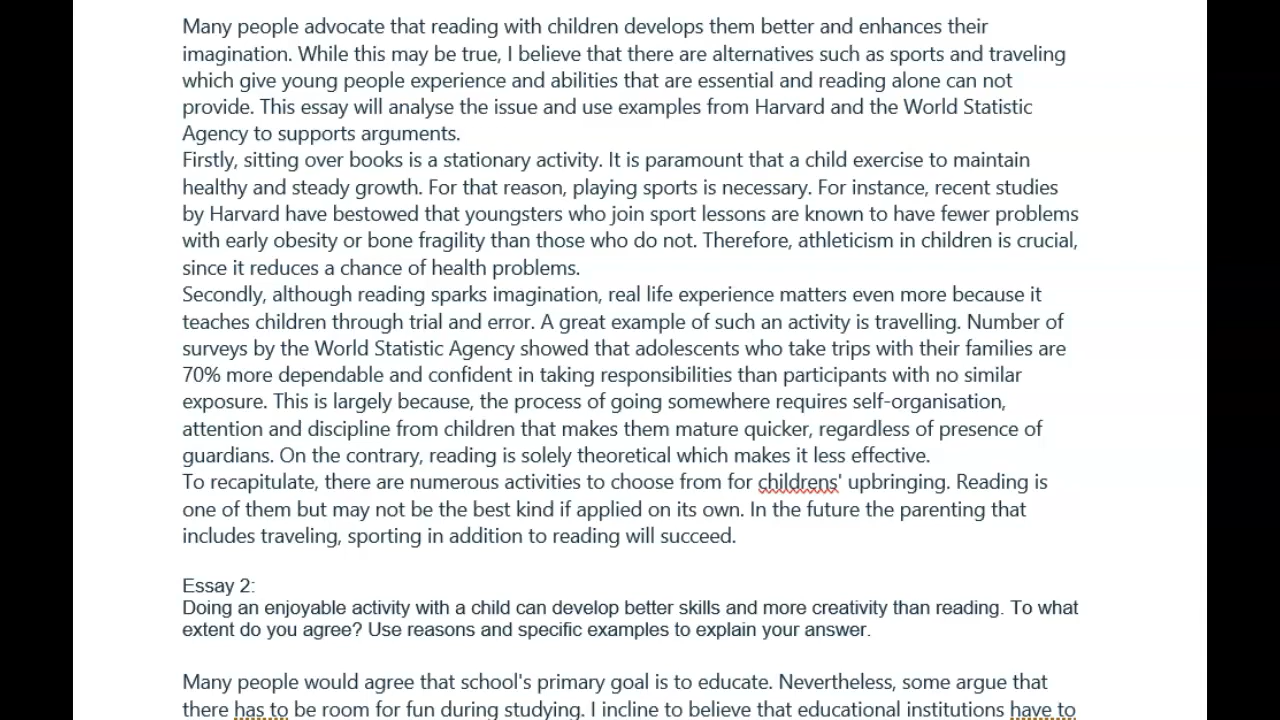 Many people advocate that reading with children develops them better and enhances their
imagination. While this may be true, I believe that there are alternatives such as sports and traveling
which give young people experience and abilities that are essential and reading alone can not
provide. This essay will analyse the issue and use examples from Harvard and the World Statistic
Agency to supports arguments.
Firstly, sitting over books is a stationary activity. It is paramount that a child exercise to maintain
healthy and steady growth. For that reason, playing sports is necessary. For instance, recent studies
by Harvard have bestowed that youngsters who join sport lessons are known to have fewer problems
with early obesity or bone fragility than those who do not. Therefore, athleticism in children is crucial,
since it reduces a chance of health problems.
Secondly, although reading sparks imagination, real life experience matters even more because it
teaches children through trial and error. A great example of such an activity is travelling. Number of
surveys by the World Statistic Agency showed that adolescents who take trips with their families are
70% more dependable and confident in taking responsibilities than participants with no similar
exposure. This is largely because, the process of going somewhere requires self-organisation,
attention and discipline from children that makes them mature quicker, regardless of presence of
guardians. On the contrary, reading is solely theoretical which makes it less effective.
To recapitulate, there are numerous activities to choose from for childrens' upbringing. Reading is
one of them but may not be the best kind if applied on its own. In the future the parenting that
includes traveling, sporting in addition to reading will succeed.
Essay 2:
Doing an enjoyable activity with a child can develop better skills and more creativity than reading. To what
extent do you agree? Use reasons and specific examples to explain your answer.
Many people would agree that school's primary goal is to educate. Nevertheless, some argue that
there has to be room for fun during studying. I incline to believe that educational institutions have to